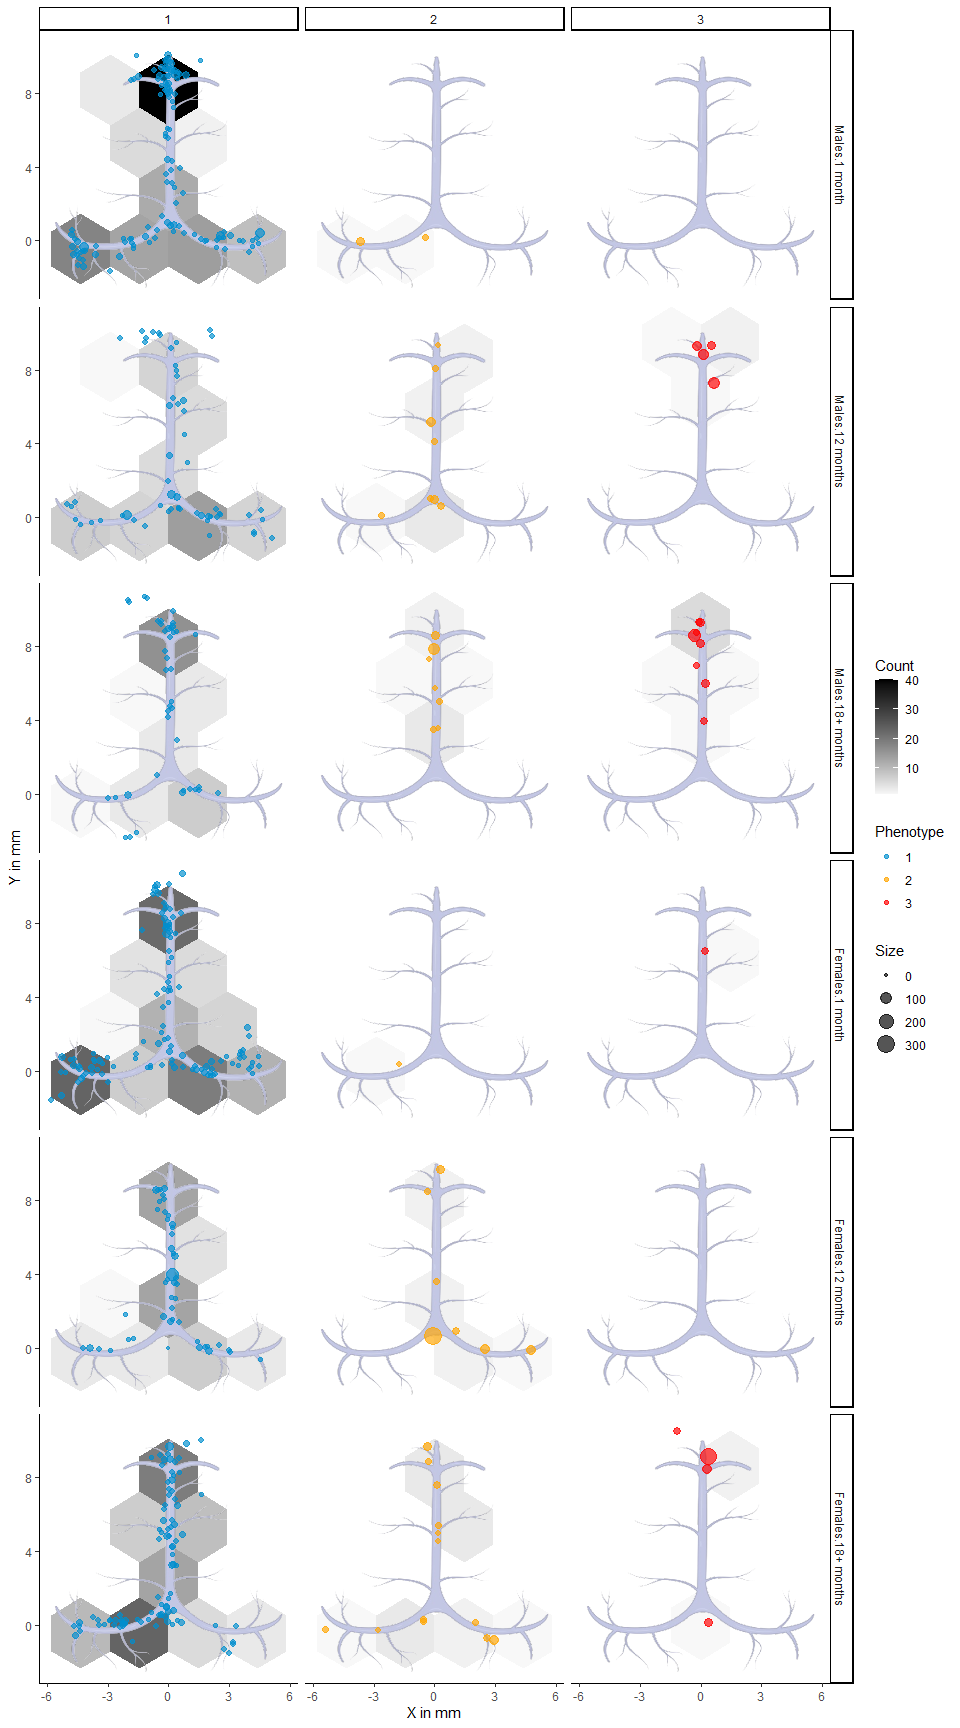 1 2 3
8
4
0
Males.1 month
8
4
0
Males.12 months
8
4
0
Males.18+ months
8
4
0
Females.1 month
8
4
0
Females.12 months
8
4
0
Females.18+ months
-6 -3 0 3 6 -6 -3 0 3 6 -6 -3 0 3 6
X in mm
Y in mm
Count
40
30
20
10
Phenotype
1
2
3
Size
0
100
200
300